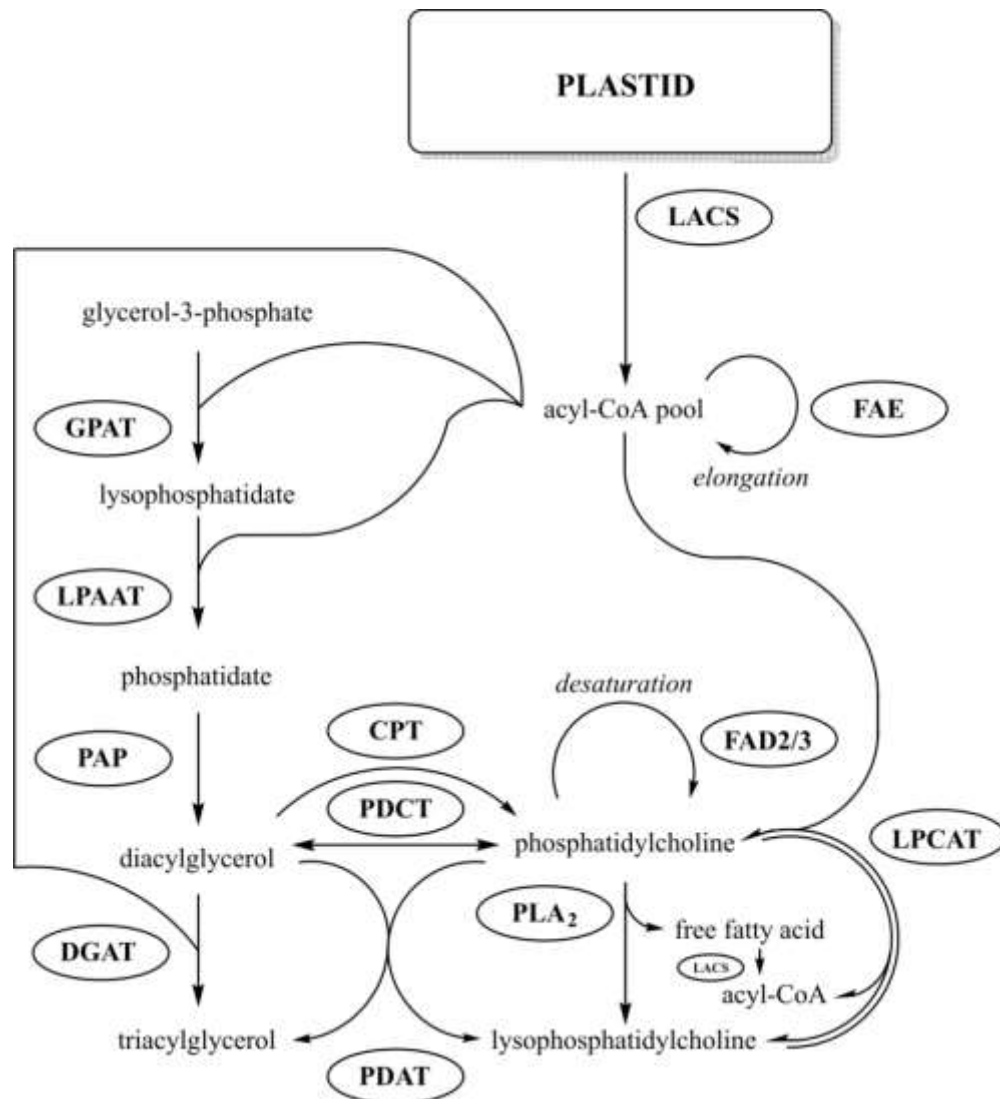 PLASTID
LACS
glycerol-3-phosphate
GPAT
acyl-CoA pool
FAE
elongation
lysophosphatidate
LPAAT
phosphatidate
desaturation
CPT
FAD2/3
PAP
PDCT
diacylglycerol
phosphatidylcholine
LPCAT
PLA2
free fatty acid
DGAT
LACS
acyl-CoA
triacylglycerol
lysophosphatidylcholine
PDAT